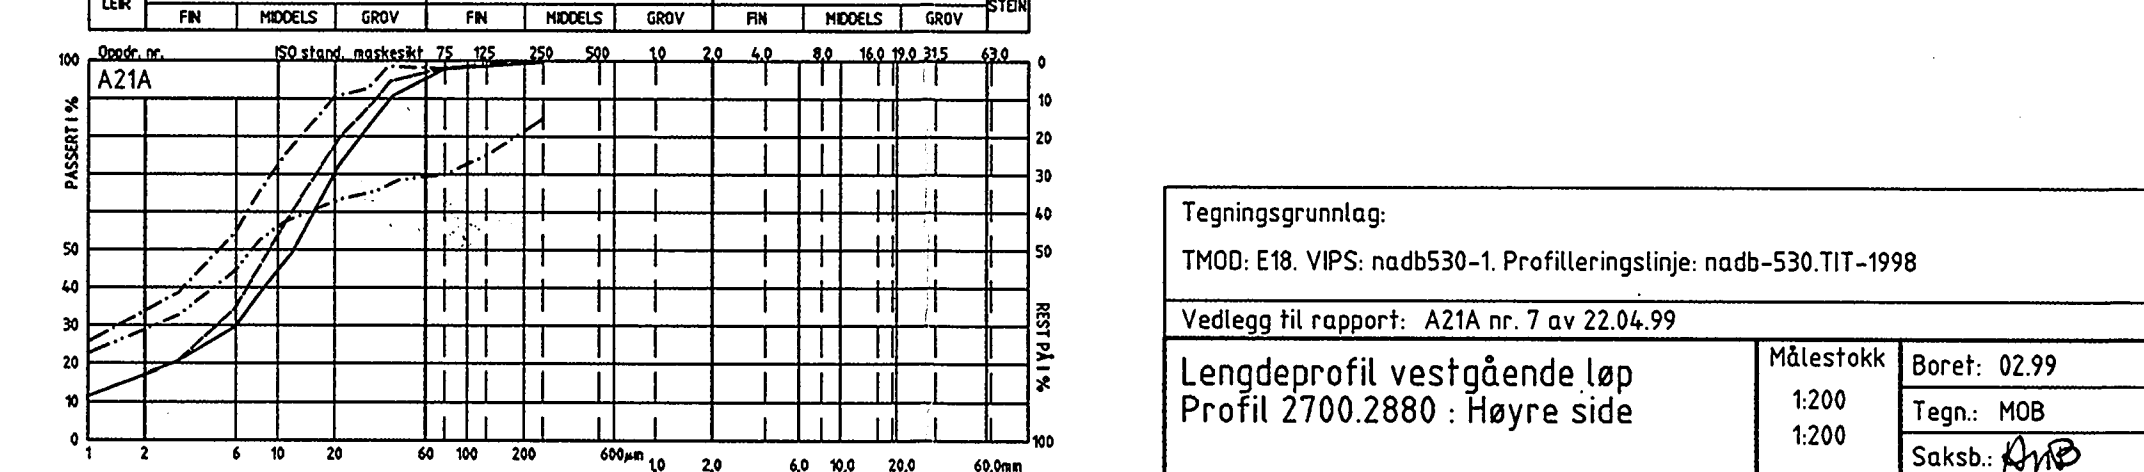 LEIR FIN MIDDELS GROV FIN MIDDELS GROV FIN MIDDELS GROV STEIN
Oppdr. nr. ISO stand. maskesikt 75 125 250 500 1.0 2.0 4.0 8.0 16.0 19.0 31.5 63.0
A21A
PASSERT I %
100
50
40
30
20
10
0
0
10
20
30
40
50
100
REST PÅ I %
1 2 6 10 20 60 100 200 600µm
1.0 2.0 6.0 10.0 20.0 60.0mm
Tegningsgrunnlag:
TMOD: E18. VIPS: nadb530-1. Profilleringslinje: nadb-530.TIT-1998
Vedlegg til rapport: A21A nr. 7 av 22.04.99
Lengdeprofil vestgående løp
Profil 2700.2880 : Høyre side
Målestokk
1:200
1:200
Boret: 02.99
Tegn.: MOB
Saksb.: